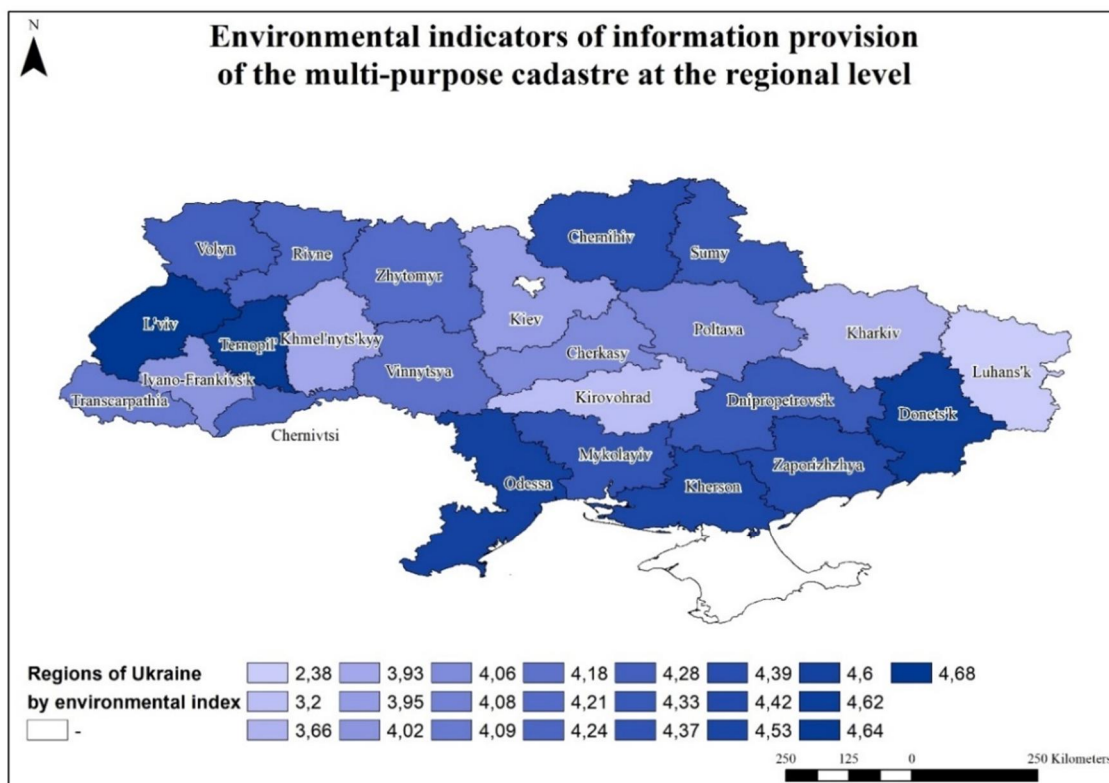 N
Environmental indicators of information provision
of the multi-purpose cadastre at the regional level
Chernihiv
Volyn
Rivne
Sumy
Zhytomyr
Kiev
L'viv
Ternopil'
Khmel'nyts'kyy
Poltava
Kharkiv
Cherkasy
Vinnytsya
Luhans'k
Ivano-Frankivs'k
Transcarpathia
Kirovohrad
Dnipropetrovs'k
Donets'k
Chernivtsi
Mykolayiv
Zaporizhzhya
Odessa
Kherson
Regions of Ukraine
by environmental index
-
2,38 3,93 4,06 4,18 4,28 4,39 4,6 4,68
3,2 3,95 4,08 4,21 4,33 4,42 4,62
3,66 4,02 4,09 4,24 4,37 4,53 4,64
250 125 0 250 Kilometers